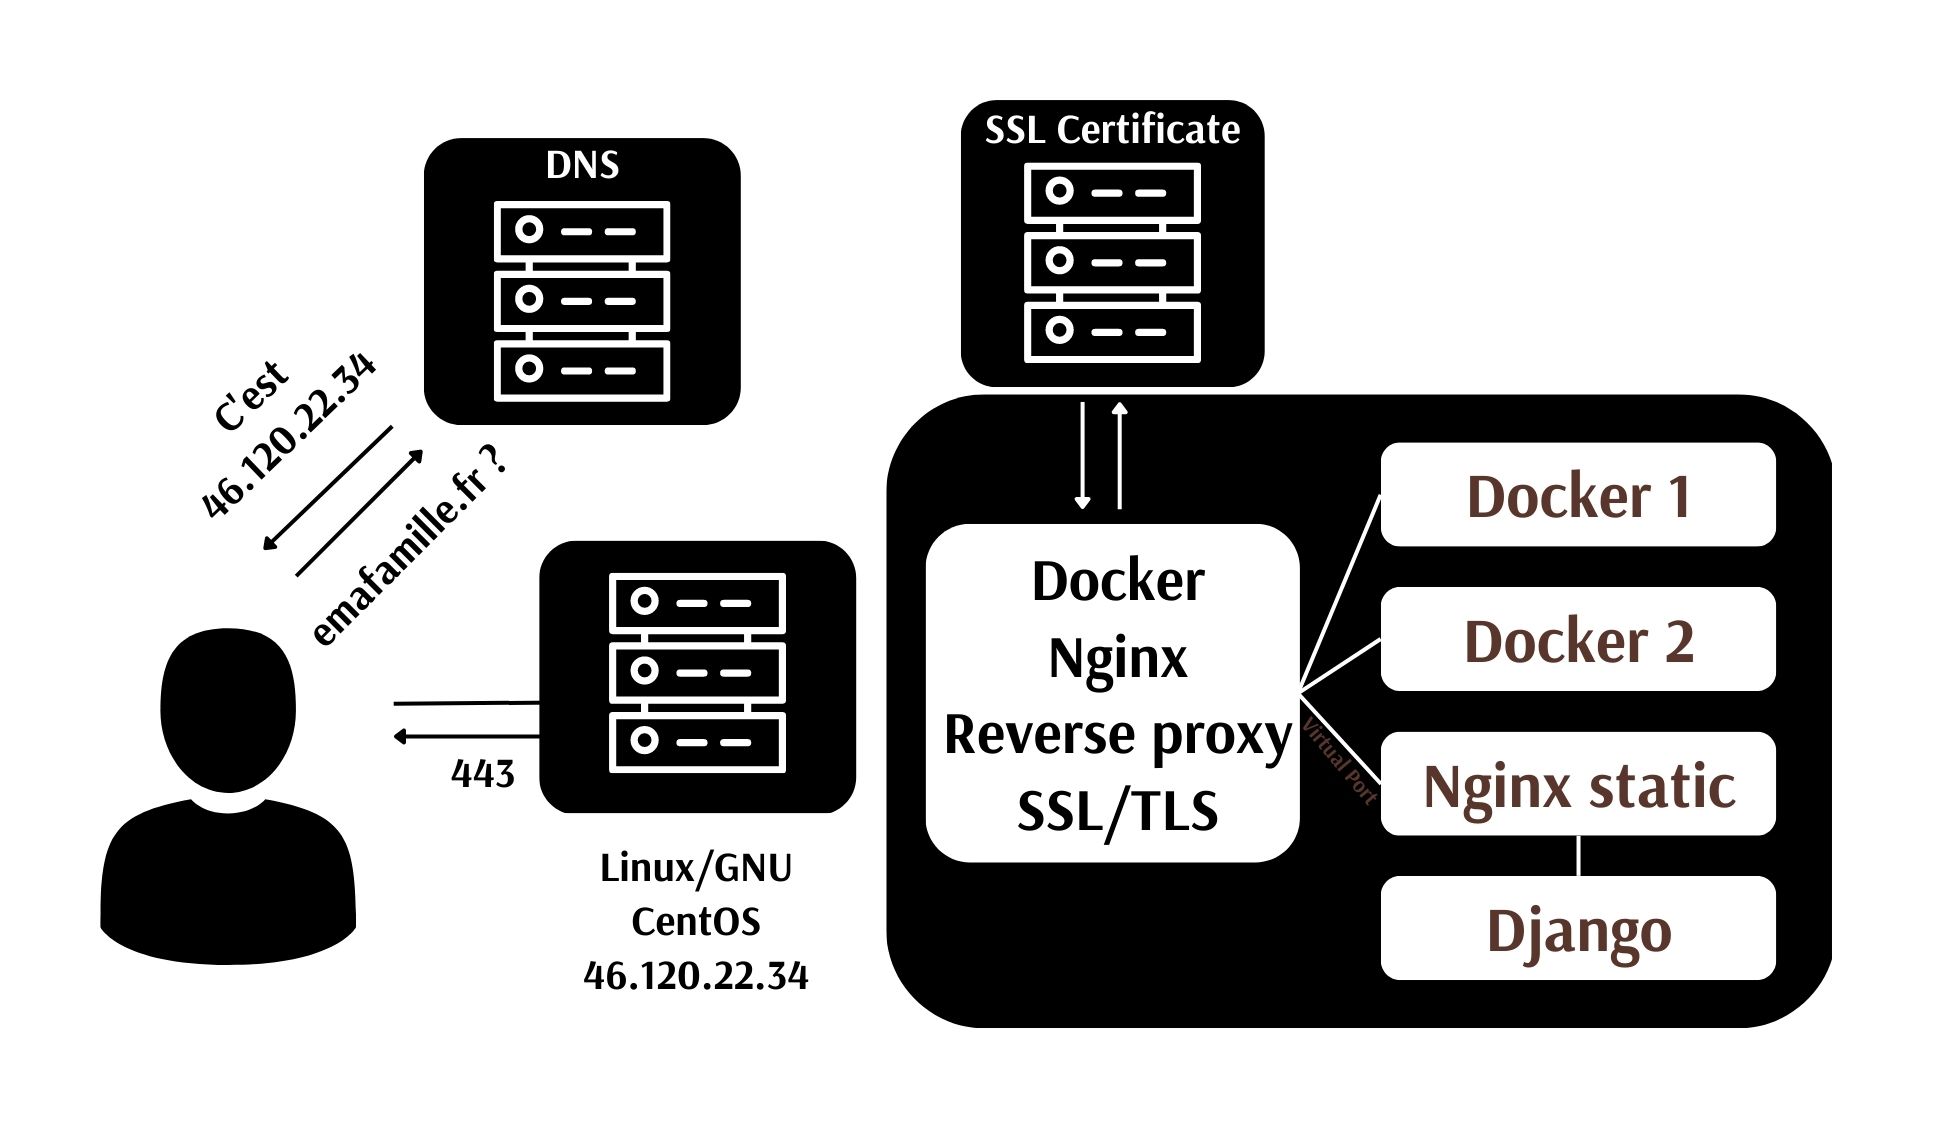 DNS
SSL Certificate
C'est
46.120.22.34
emafamille.fr ?
443
Linux/GNU
CentOS
46.120.22.34
Docker
Nginx
Reverse proxy
SSL/TLS
Virtual Port
Docker 1
Docker 2
Nginx static
Django